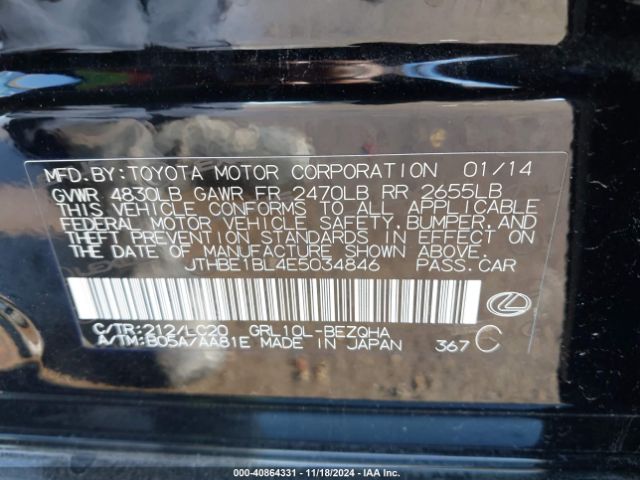 MFD.BY:TOYOTA MOTOR CORPORATION 01/14
GVWR 4830LB GAWR FR 2470LB RR 2655LB
THIS VEHICLE CONFORMS TO ALL APPLICABLE
FEDERAL MOTOR VEHICLE SAFETY,BUMPER,AND
THEFT PREVENTION STANDARDS IN EFFECT ON
THE DATE OF MANUFACTURE SHOWN ABOVE.
JTHBE1BL4E5034846 PASS.CAR
C/TR:212/LC20 GRL10L-BEZQHA
A/TM:B05A/AA81E MADE IN JAPAN 367 C
000-40864331 - 11/18/2024 - IAA Inc.